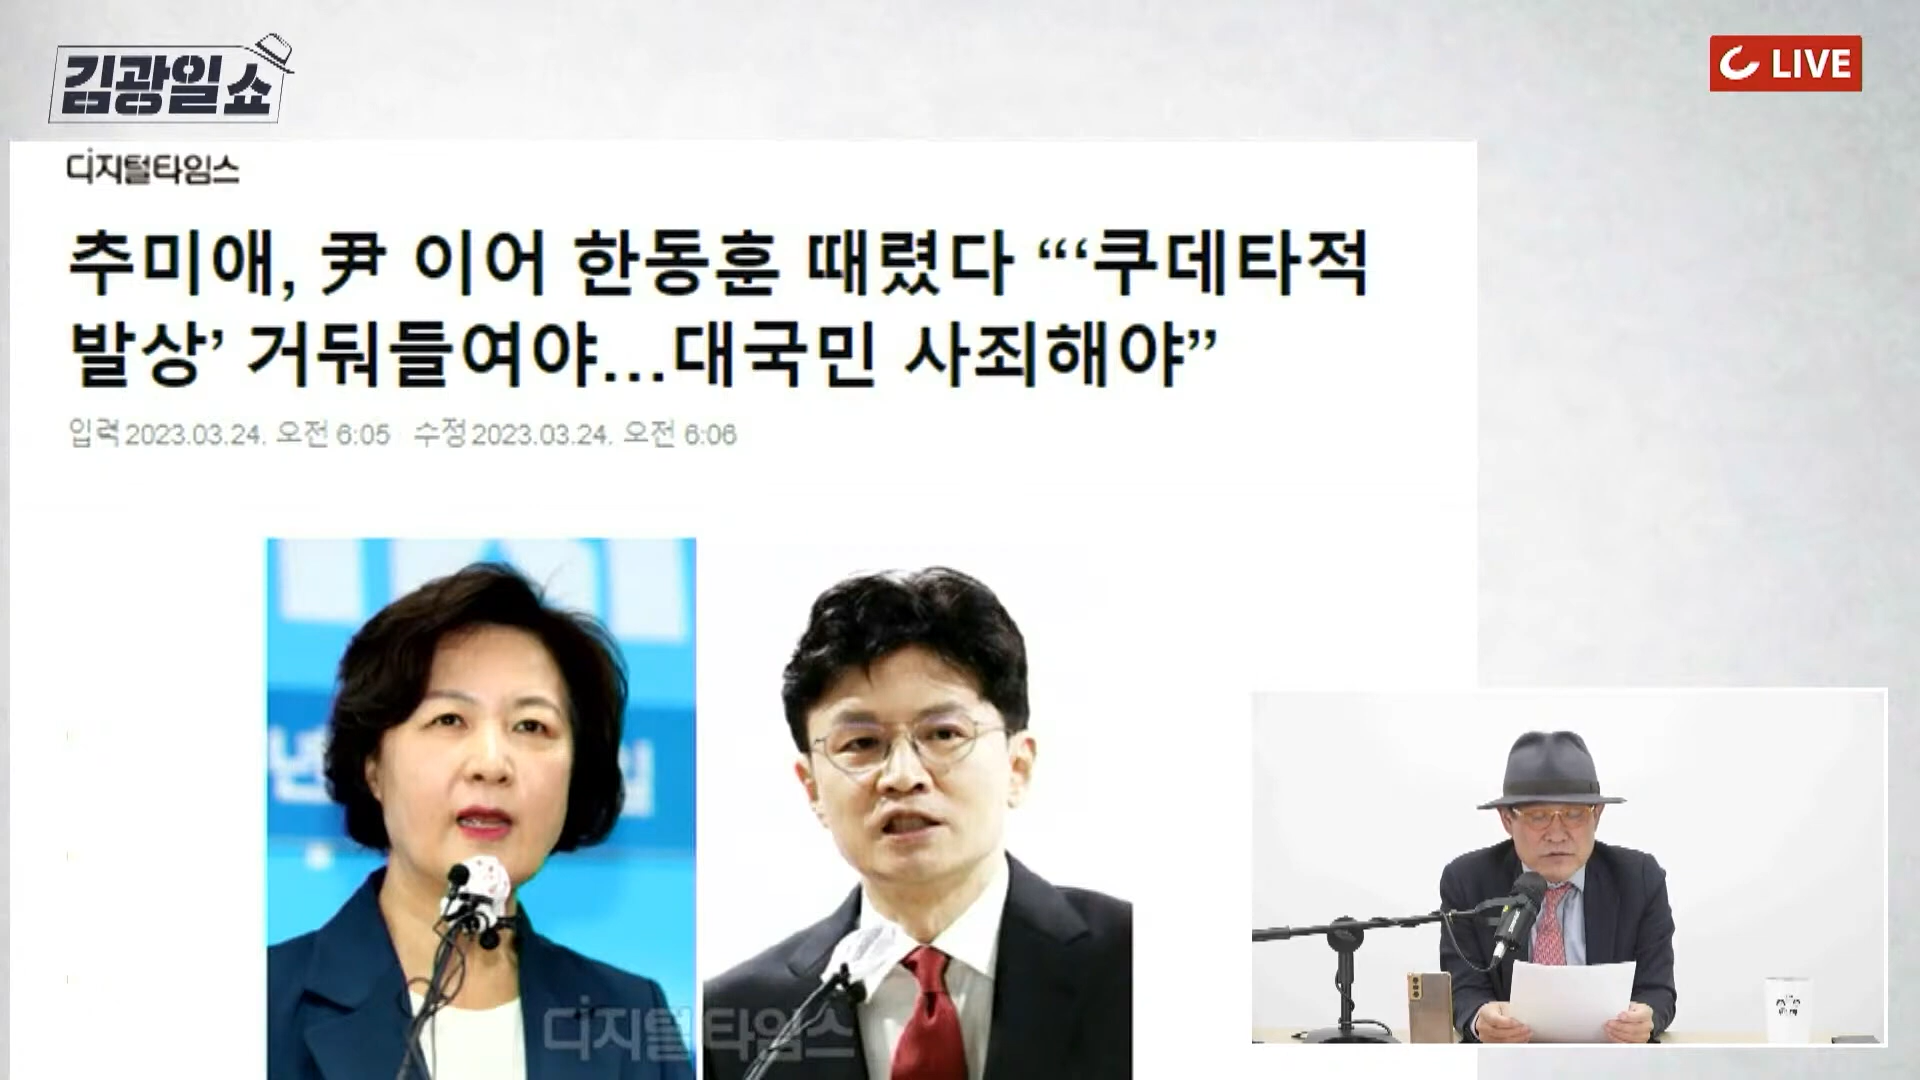 김광일쇼
LIVE
디지털타임스
추미애, 尹 이어 한동훈 때렸다 “‘쿠데타적
발상’ 거둬들여야…대국민 사죄해야”
입력 2023.03.24. 오전 6:05 수정 2023.03.24. 오전 6:06
디지털타임스